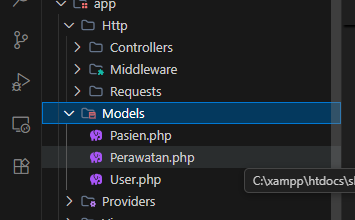 app
Http
Controllers
Middleware
Requests
Models
Pasien.php
Perawatan.php
User.php
C:\xampp\htdocs\s
Providers